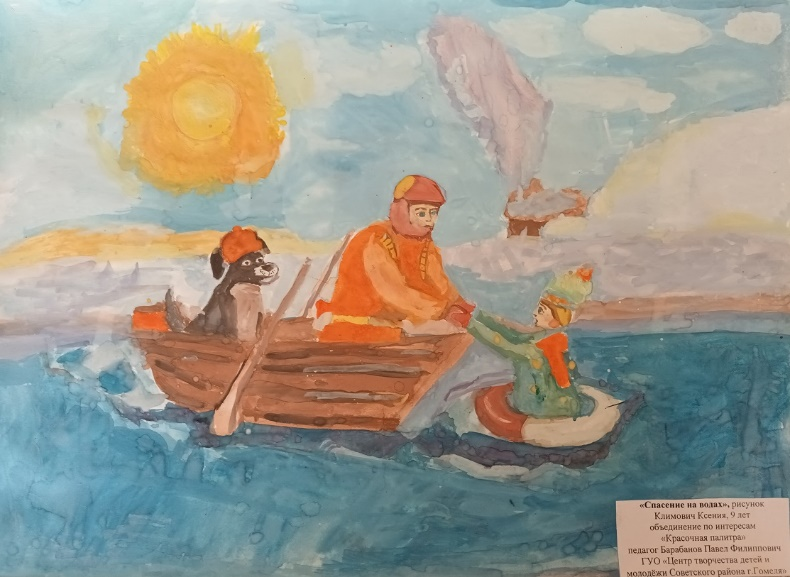 «Спасение на водах», рисунок
Климович Ксения, 9 лет
объединение по интересам
«Красочная палитра»
педагог Барабанов Павел Филиппович
ГУО «Центр творчества детей и
молодёжи Советского района г.Гомеля»